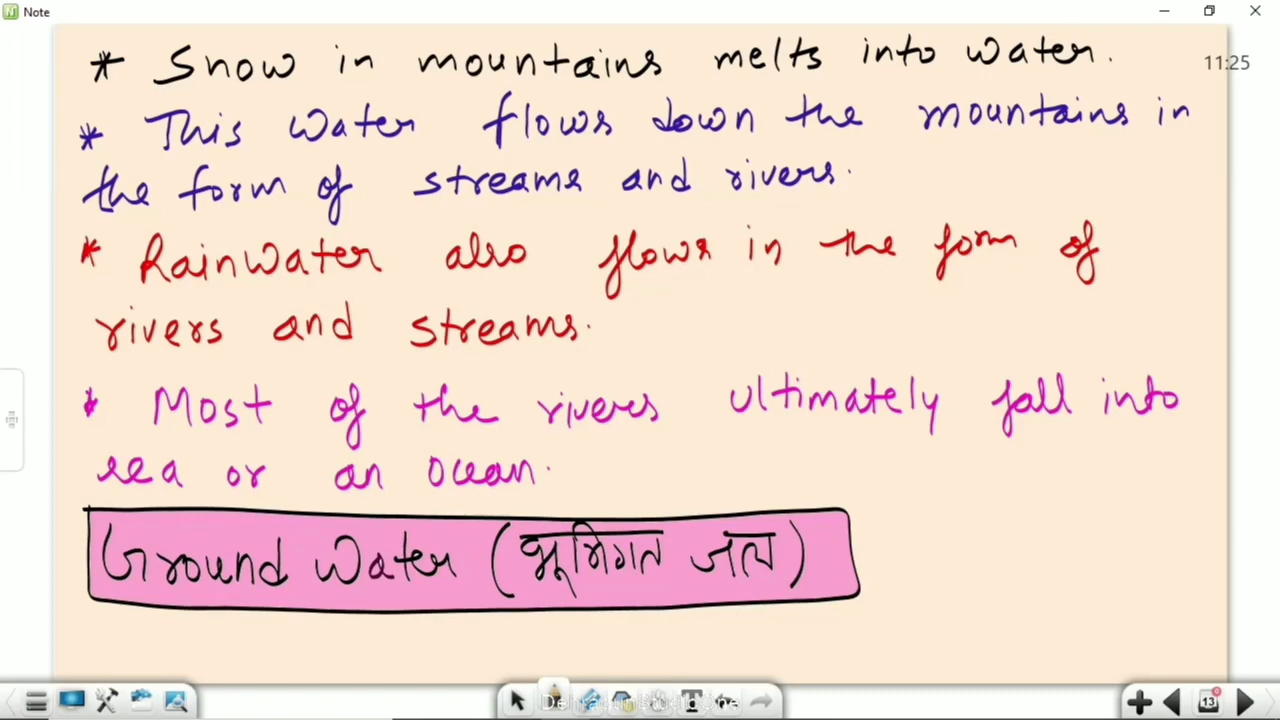 Note
11:25
* Snow in mountains melts into water.
* This water flows down the mountains in
the form of streams and rivers.
* Rainwater also flows in the form of
rivers and streams.
* Most of the rivers ultimately fall into
sea or an ocean.
Ground Water (भूमिगत जल)
13